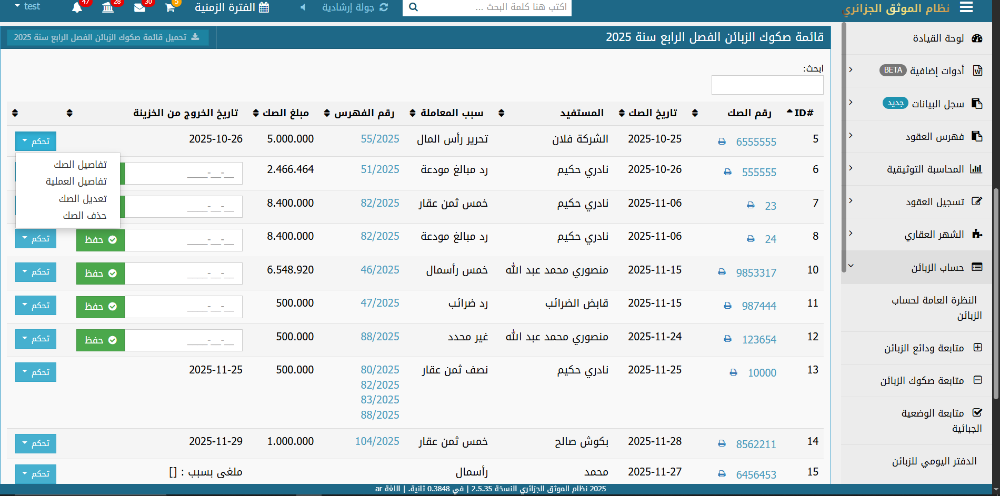 نظام الموثق الجزائري
اكتب هنا كلمة البحث ...
جولة إرشادية
الفترة الزمنية
5
30
28
47
test
لوحة القيادة
أدوات إضافية BETA
سجل البيانات جديد
فهرس العقود
المحاسبة التوثيقية
تسجيل العقود
الشهر العقاري
حساب الزبائن
النظرة العامة لحساب
الزبائن
متابعة ودائع الزبائن
متابعة صكوك الزبائن
متابعة الوضعية
الجبائية
الدفتر اليومي للزبائن
قائمة صكوك الزبائن الفصل الرابع سنة 2025
تحميل قائمة صكوك الزبائن الفصل الرابع سنة 2025
ابحث:
ID# رقم الصك تاريخ الصك المستفيد سبب المعاملة رقم الفهرس مبلغ الصك تاريخ الخروج من الخزينة
5 6555555 2025-10-25 الشركة فلان تحرير رأس المال 55/2025 5.000.000 2025-10-26 تحكم
تفاصيل الصك
تفاصيل العملية
تعديل الصك
حذف الصك
6 555555 2025-10-26 نادري حكيم رد مبالغ مودعة 51/2025 2.466.464 __-__-____
7 23 2025-11-06 نادري حكيم خمس ثمن عقار 82/2025 8.400.000 __-__-____
8 24 2025-11-06 نادري حكيم رد مبالغ مودعة 82/2025 8.400.000 __-__-____ حفظ تحكم
10 9853317 2025-11-15 منصوري محمد عبد الله خمس رأسمال 46/2025 6.548.920 __-__-____ حفظ تحكم
11 987444 2025-11-15 قابض الضرائب رد ضرائب 47/2025 500.000 __-__-____ حفظ تحكم
12 123654 2025-11-24 منصوري محمد عبد الله غير محدد 88/2025 500.000 __-__-____ حفظ تحكم
13 10000 2025-11-25 نادري حكيم نصف ثمن عقار 80/2025 500.000 2025-11-25 تحكم
82/2025
83/2025
88/2025
14 8562211 2025-11-28 بكوش صالح خمس ثمن عقار 104/2025 1.000.000 2025-11-29 تحكم
15 6456453 2025-11-27 محمد رأسمال ملغى بسبب : [] تحكم
2025 نظام الموثق الجزائري النسخة 2.5.35 | في 0.3848 ثانية. | اللغة ar